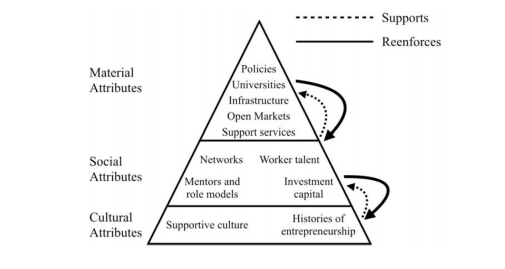 Supports
Reenforces
Material
Attributes
Policies
Universities
Infrastructure
Open Markets
Support services
Social
Attributes
Networks
Worker talent
Mentors and
role models
Investment
capital
Cultural
Attributes
Supportive culture
Histories of
entrepreneurship